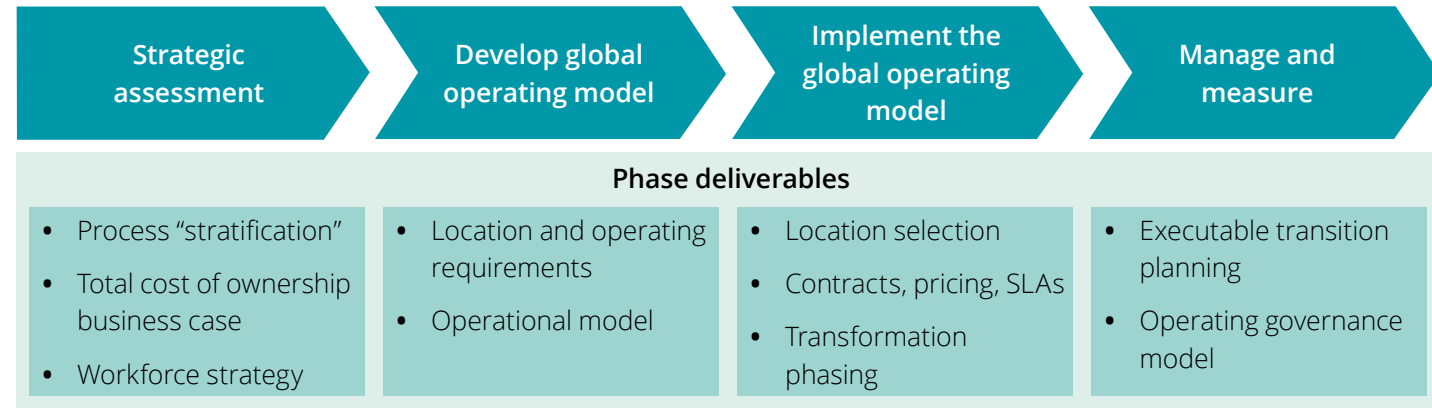 Strategic
assessment
Develop global
operating model
Implement the
global operating
model
Manage and
measure
Phase deliverables
• Process “stratification”
• Total cost of ownership
business case
• Workforce strategy
• Location and operating
requirements
• Operational model
• Location selection
• Contracts, pricing, SLAs
• Transformation
phasing
• Executable transition
planning
• Operating governance
model